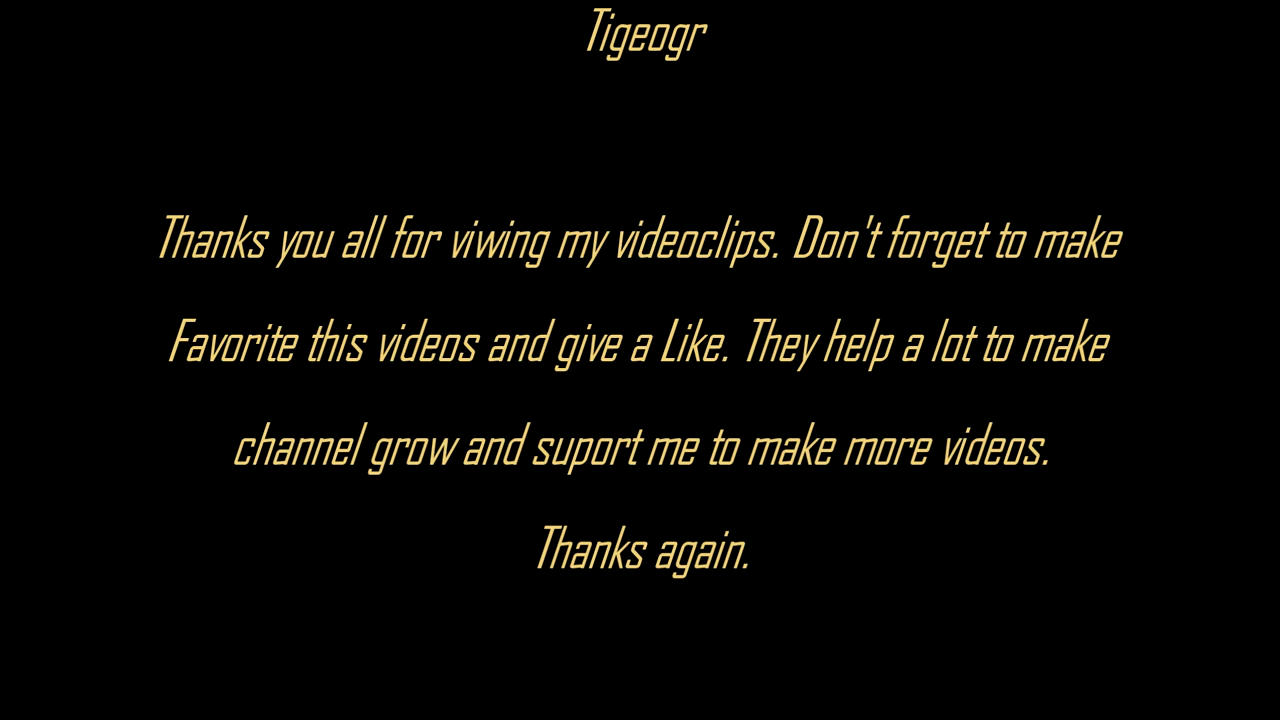 Tigeogr
Thanks you all for viwing my videoclips. Don't forget to make
Favorite this videos and give a Like. They help a lot to make
channel grow and suport me to make more videos.
Thanks again.